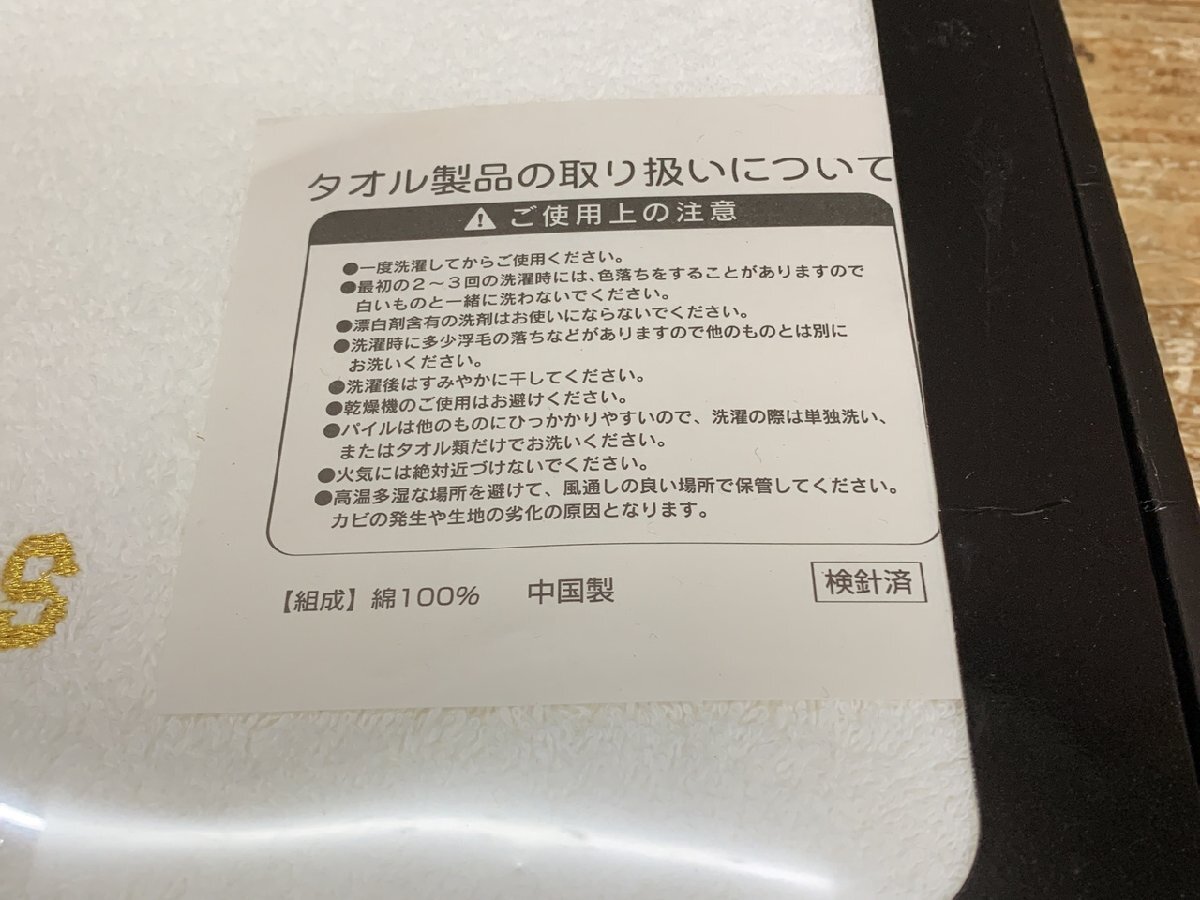 タオル製品の取り扱いについて
ご使用上の注意
●一度洗濯してからご使用ください。
●最初の2~3回の洗濯時には、色落ちをすることがありますので
白いものと一緒に洗わないでください。
●漂白剤含有の洗剤はお使いにならないでください。
●洗濯時に多少浮毛の落ちなどがありますので他のものとは別に
お洗いください。
●洗濯後はすみやかに干してください。
●乾燥機のご使用はお避けください。
●パイルは他のものにひっかかりやすいので、洗濯の際は単独洗い、
またはタオル類だけでお洗いください。
●火気には絶対近づけないでください。
●高温多湿な場所を避けて、風通しの良い場所で保管してください。
カビの発生や生地の劣化の原因となります。
【組成】綿100% 中国製 検針済
S